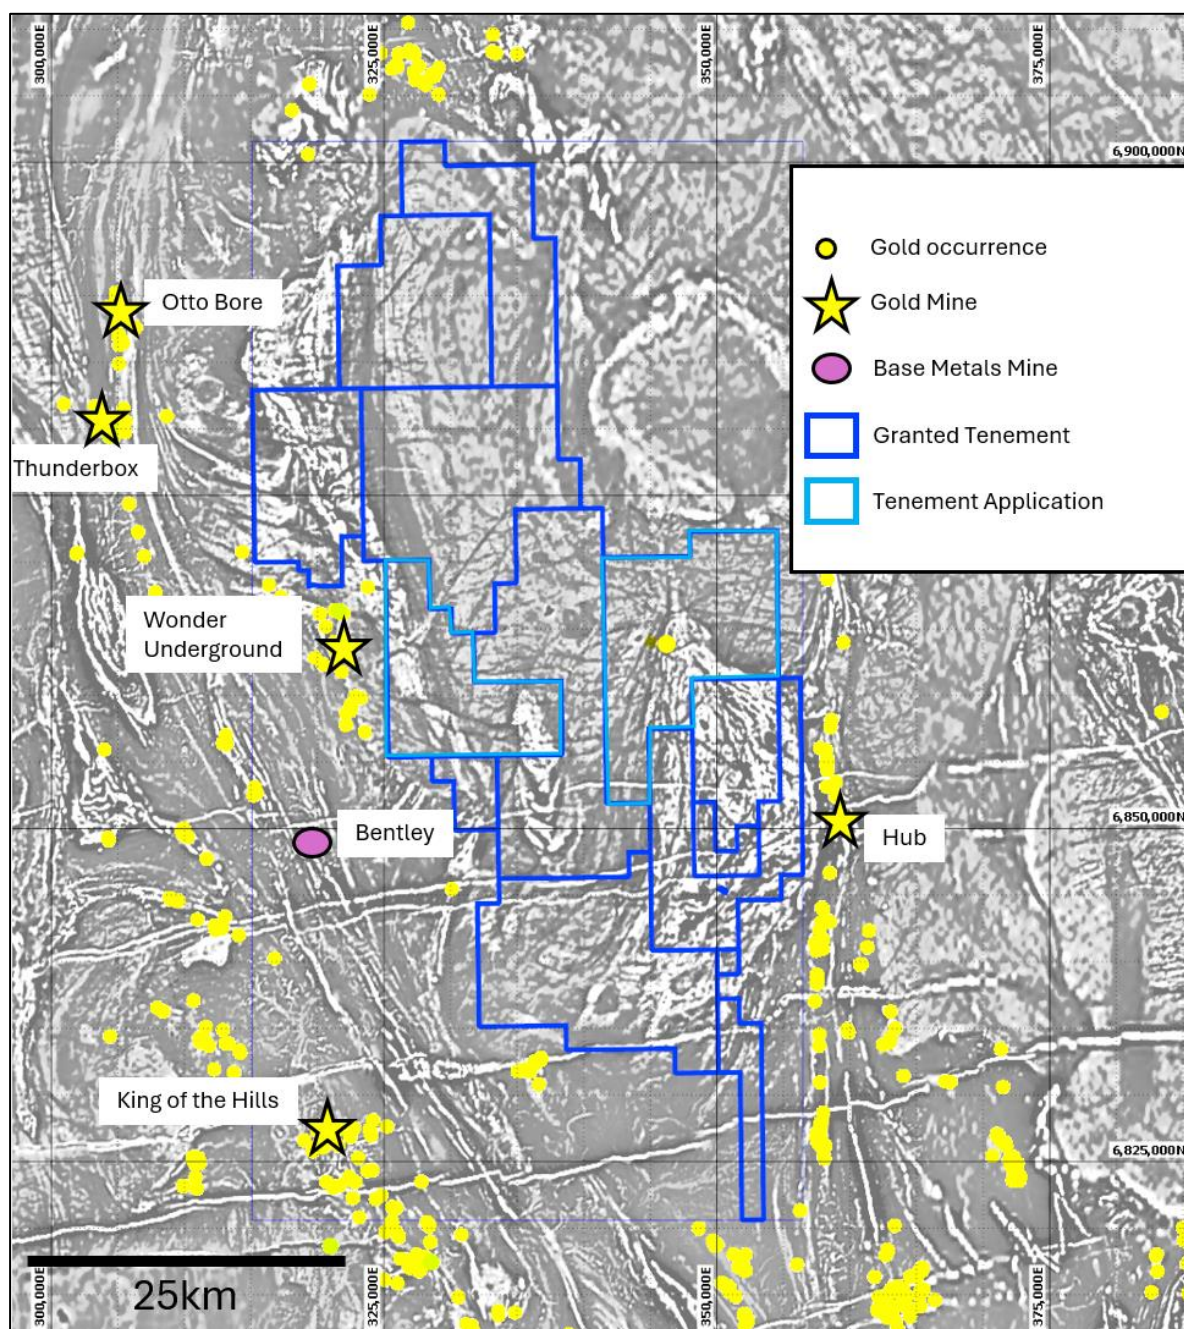 300,000E
325,000E
350,000E
375,000E
6,900,000N
Gold occurrence
Gold Mine
Base Metals Mine
Granted Tenement
Tenement Application
Otto Bore
Thunderbox
Wonder
Underground
Bentley
Hub
6,850,000N
King of the Hills
6,825,000N
25km
300,000E
325,000E
350,000E
375,000E